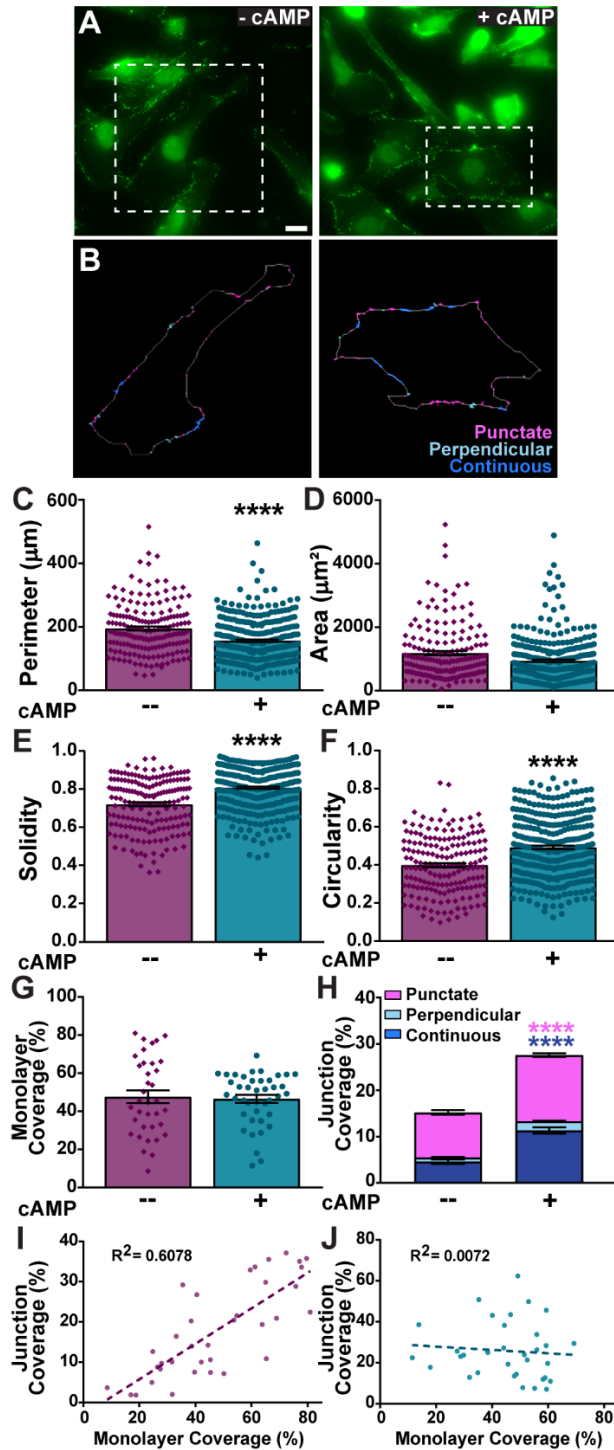 A - cAMP + cAMP
B
Punctate
Perpendicular
Continuous
C D
600 **** 6000
400 4000
200 2000
0 0
Perimeter (µm) Area (µm²)
cAMP -- + cAMP -- +
E F
1.0 **** 1.0 ****
0.8 0.8
0.6 0.6
0.4 0.4
0.2 0.2
0.0 0.0
Solidity Circularity
cAMP -- + cAMP -- +
G H
100 40
80 30
60 20
40 10
20 0
0
Monolayer Coverage (%) Junction Coverage (%)
Punctate
Perpendicular ****
Continuous ****
cAMP -- + cAMP -- +
I J
R²= 0.6078 R²= 0.0072
40 80
30 60
20 40
10 20
0 0
Junction Coverage (%) Junction Coverage (%)
0 20 40 60 80 0 20 40 60 80
Monolayer Coverage (%) Monolayer Coverage (%)